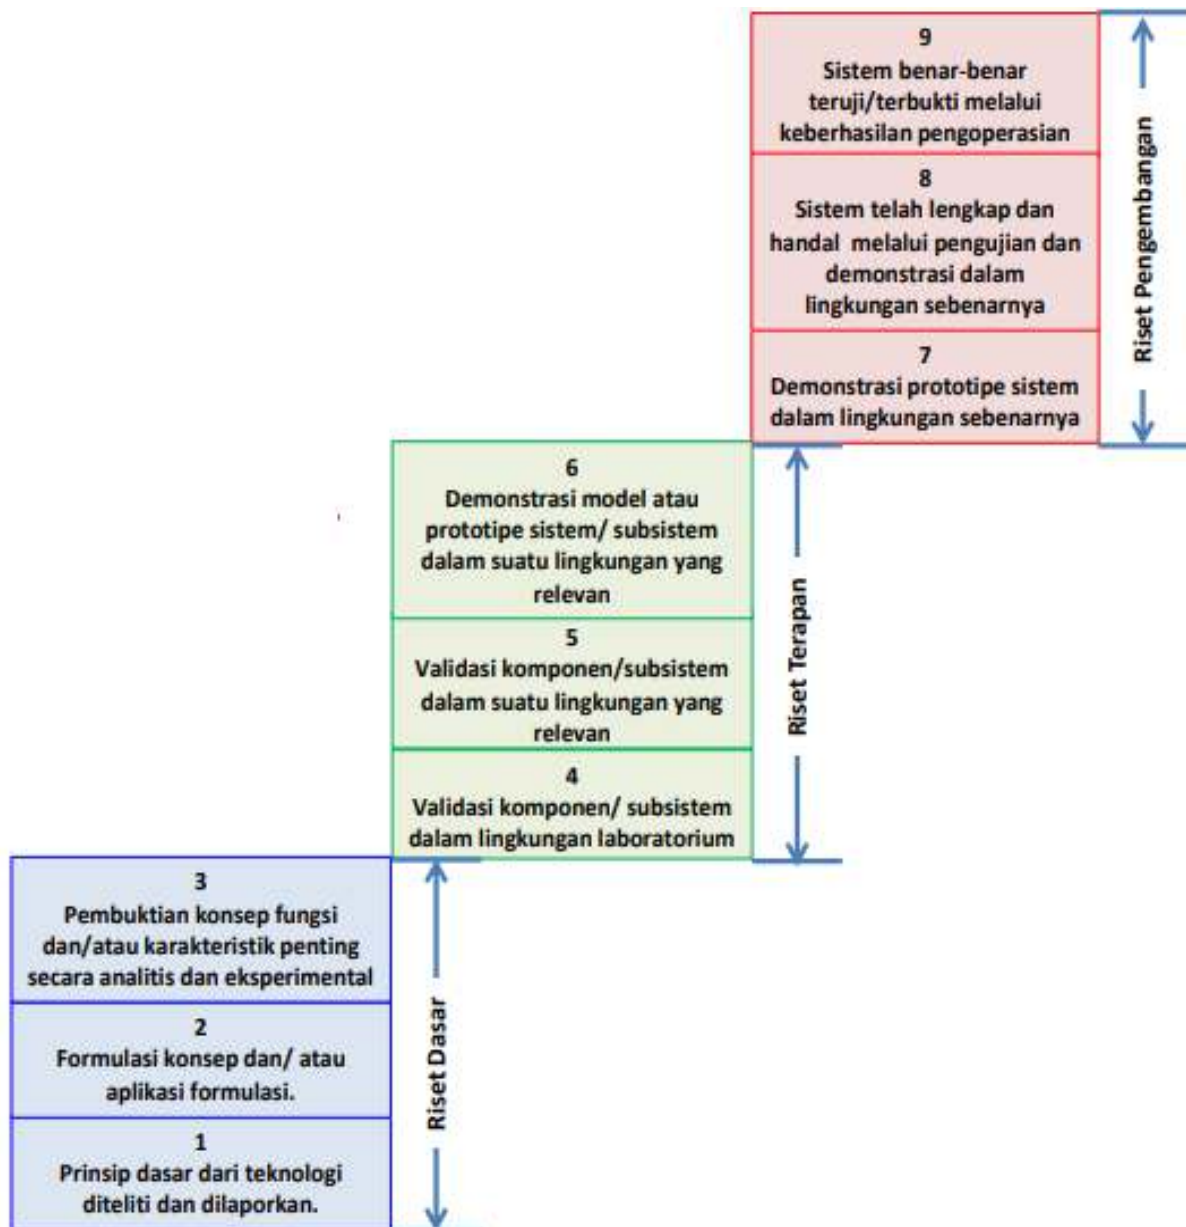 9
Sistem benar-benar
teruji/terbukti melalui
keberhasilan pengoperasian
8
Sistem telah lengkap dan
handal melalui pengujian dan
demonstrasi dalam
lingkungan sebenarnya
7
Demonstrasi prototipe sistem
dalam lingkungan sebenarnya
Riset Pengembangan
6
Demonstrasi model atau
prototipe sistem/ subsistem
dalam suatu lingkungan yang
relevan
5
Validasi komponen/subsistem
dalam suatu lingkungan yang
relevan
4
Validasi komponen/ subsistem
dalam lingkungan laboratorium
Riset Terapan
3
Pembuktian konsep fungsi
dan/atau karakteristik penting
secara analitis dan eksperimental
2
Formulasi konsep dan/ atau
aplikasi formulasi.
1
Prinsip dasar dari teknologi
diteliti dan dilaporkan.
Riset Dasar